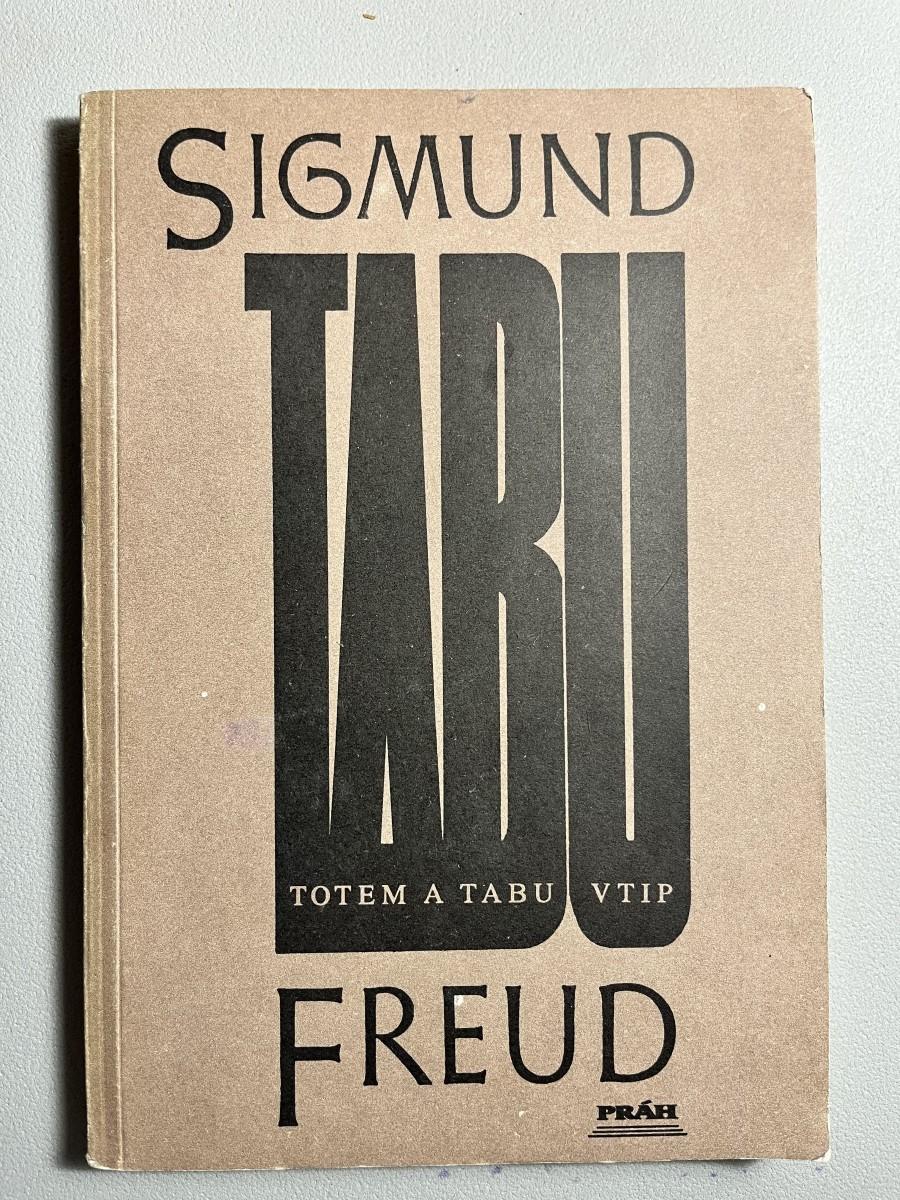 SIGMUND
TABU
TOTEM A TABU VTIP
FREUD
PRÁH